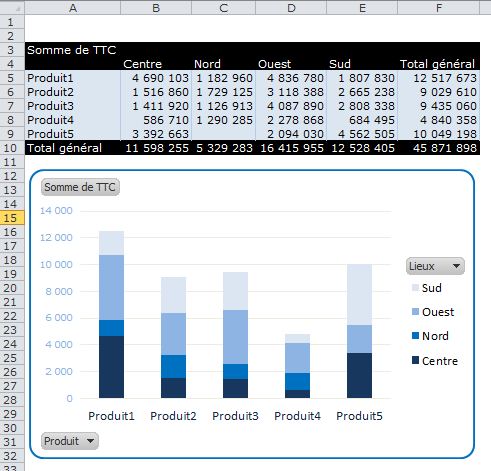 A B C D E F
1
2
3 Somme de TTC
4 Centre Nord Ouest Sud Total général
5 Produit1 4 690 103 1 182 960 4 836 780 1 807 830 12 517 673
6 Produit2 1 516 860 1 729 125 3 118 388 2 665 238 9 029 610
7 Produit3 1 411 920 1 126 913 4 087 890 2 808 338 9 435 060
8 Produit4 586 710 1 290 285 2 278 868 684 495 4 840 358
9 Produit5 3 392 663 2 094 030 4 562 505 10 049 198
10 Total général 11 598 255 5 329 283 16 415 955 12 528 405 45 871 898
11
12
13 Somme de TTC
14
15 14 000
16
17 12 000
18
19 10 000 Lieux
20 Sud
21 8 000
22 Ouest
23 6 000
24 Nord
25 4 000
26 Centre
27 2 000
28
29 0
30 Produit1 Produit2 Produit3 Produit4 Produit5
31 Produit
32
33